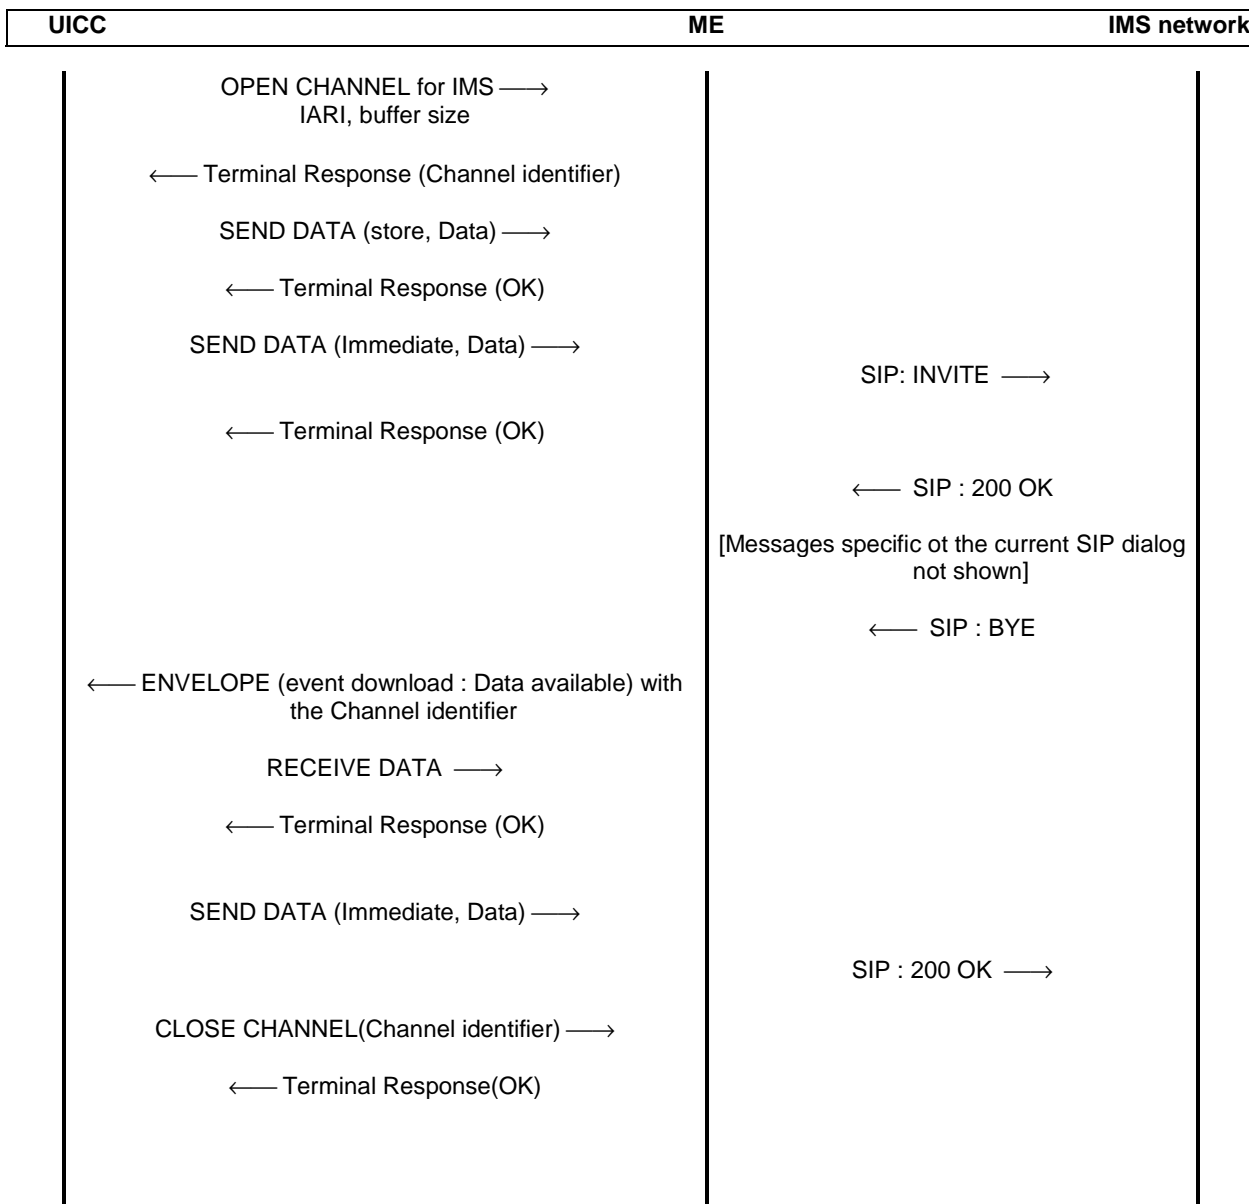 UICC ME IMS network
OPEN CHANNEL for IMS ⟶
IARI, buffer size
⟵ Terminal Response (Channel identifier)
SEND DATA (store, Data) ⟶
⟵ Terminal Response (OK)
SEND DATA (Immediate, Data) ⟶
SIP: INVITE ⟶
⟵ Terminal Response (OK)
⟵ SIP : 200 OK
[Messages specific ot the current SIP dialog
not shown]
⟵ SIP : BYE
⟵ ENVELOPE (event download : Data available) with
the Channel identifier
RECEIVE DATA ⟶
⟵ Terminal Response (OK)
SEND DATA (Immediate, Data) ⟶
SIP : 200 OK ⟶
CLOSE CHANNEL(Channel identifier) ⟶
⟵ Terminal Response(OK)